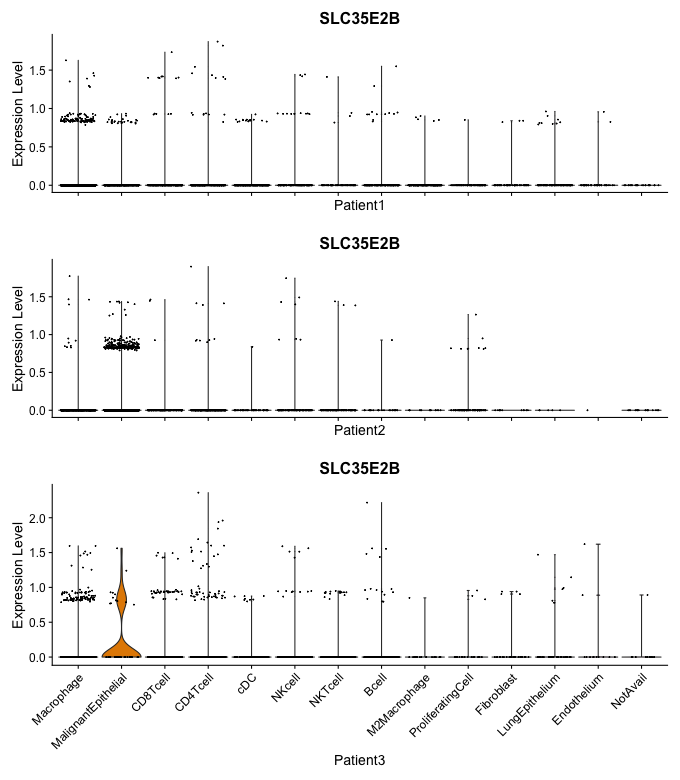 SLC35E2B
Expression Level
1.5
1.0
0.5
0.0
Patient1
SLC35E2B
Expression Level
1.5
1.0
0.5
0.0
Patient2
SLC35E2B
Expression Level
2.0
1.5
1.0
0.5
0.0
Macrophage
MalignantEpithelial
CD8Tcell
CD4Tcell
cDC
NKcell
NKTcell
Bcell
M2Macrophage
ProliferatingCell
Fibroblast
LungEpithelium
Endothelium
NotAvail
Patient3